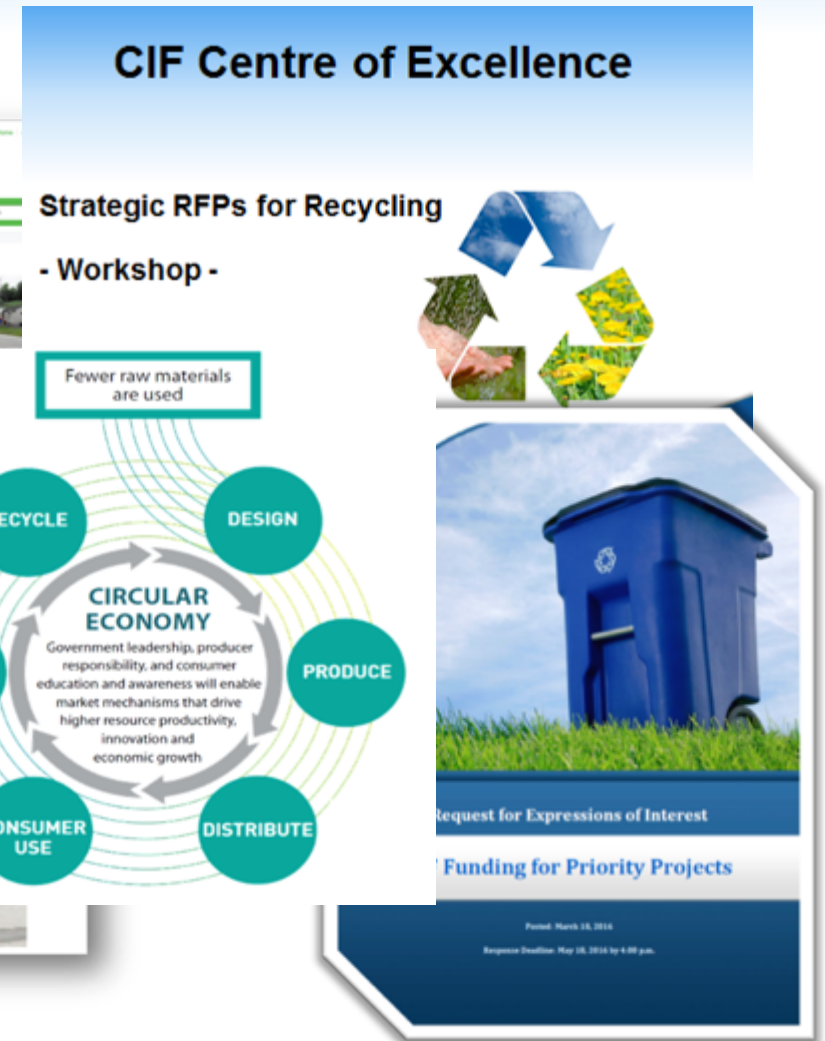 CIF Centre of Excellence
Strategic RFPs for Recycling
- Workshop -
Fewer raw materials
are used
ECYCLE
DESIGN
CIRCULAR
ECONOMY
Government leadership, producer
responsibility, and consumer
education and awareness will enable
market mechanisms that drive
higher resource productivity,
innovation and
economic growth
PRODUCE
ONSUMER
USE
DISTRIBUTE
Request for Expressions of Interest
Funding for Priority Projects
Posted: March 18, 2016
Response Deadline: May 18, 2016 by 4:00 p.m.